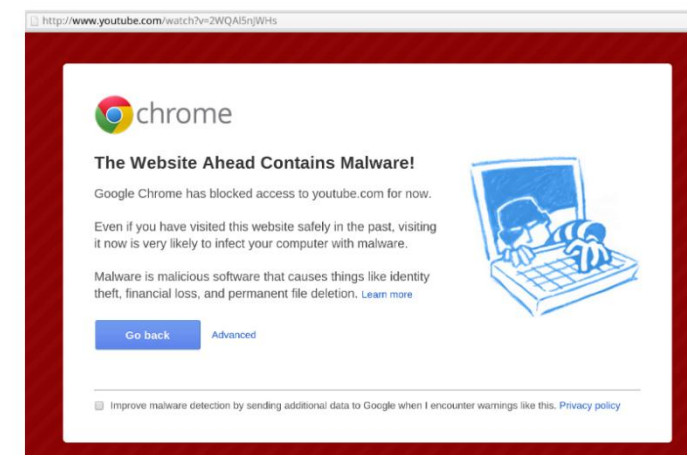 http://www.youtube.com/watch?v=2WQAl5njWHs
chrome
The Website Ahead Contains Malware!
Google Chrome has blocked access to youtube.com for now.
Even if you have visited this website safely in the past, visiting
it now is very likely to infect your computer with malware.
Malware is malicious software that causes things like identity
theft, financial loss, and permanent file deletion. Learn more
Go back Advanced
Improve malware detection by sending additional data to Google when I encounter warnings like this. Privacy policy